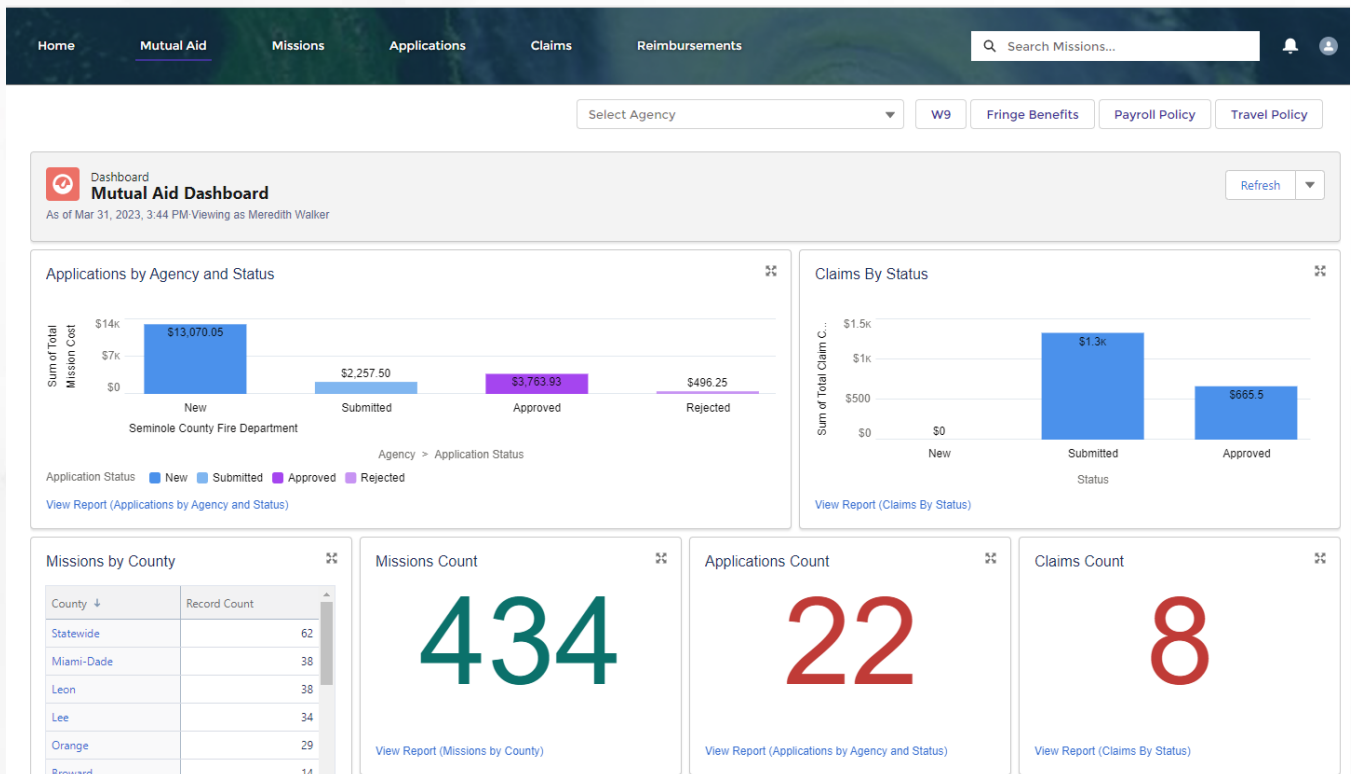 Home Mutual Aid Missions Applications Claims Reimbursements Search Missions...
Select Agency W9 Fringe Benefits Payroll Policy Travel Policy
Dashboard
Mutual Aid Dashboard
As of Mar 31, 2023, 3:44 PM·Viewing as Meredith Walker
Refresh
Applications by Agency and Status
Sum of Total
Mission Cost
$14K
$7K
$0
$13,070.05
$2,257.50
$3,763.93
$496.25
New Submitted Approved Rejected
Seminole County Fire Department
Agency > Application Status
Application Status New Submitted Approved Rejected
View Report (Applications by Agency and Status)
Claims By Status
Sum of Total Claim C...
$1.5K
$1K
$500
$0
$0
$1.3K
$665.5
New Submitted Approved
Status
View Report (Claims By Status)
Missions by County
County ↓ Record Count
Statewide 62
Miami-Dade 38
Leon 38
Lee 34
Orange 29
Broward 14
Missions Count
434
View Report (Missions by County)
Applications Count
22
View Report (Applications by Agency and Status)
Claims Count
8
View Report (Claims By Status)